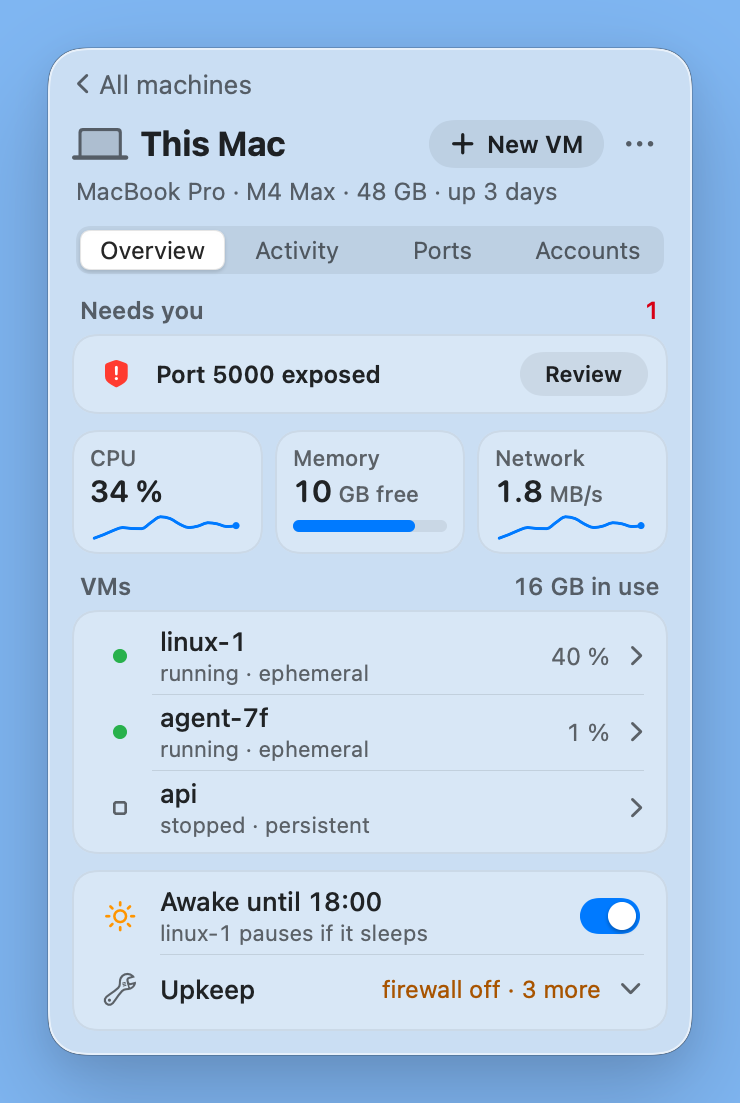 All machines
This Mac
+ New VM ···
MacBook Pro · M4 Max · 48 GB · up 3 days
Overview Activity Ports Accounts
Needs you 1
Port 5000 exposed Review
CPU Memory Network
34 % 10 GB free 1.8 MB/s
VMs 16 GB in use
linux-1
running · ephemeral 40 %
agent-7f
running · ephemeral 1 %
api
stopped · persistent
Awake until 18:00
linux-1 pauses if it sleeps
Upkeep firewall off · 3 more